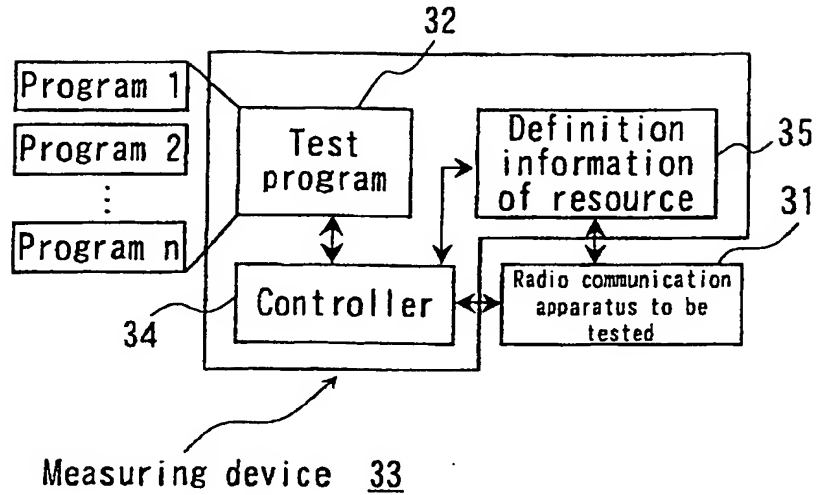 32
Program 1
Program 2
⋮
Program n
Test
program
Definition
information
of resource
35
31
Controller
34
Radio communication
apparatus to be
tested
Measuring device 33